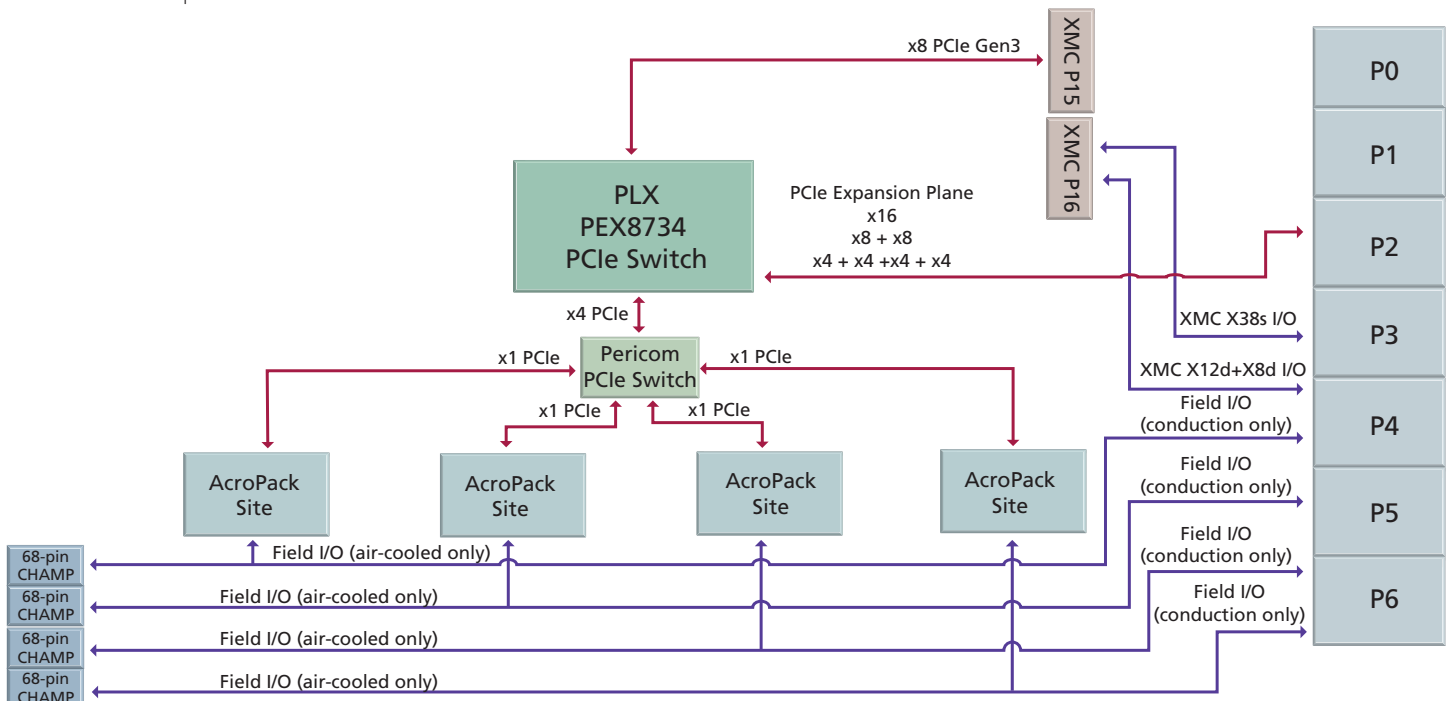 x8 PCIe Gen3
XMC P15
XMC P16
P0
P1
P2
P3
P4
P5
P6
PLX
PEX8734
PCIe Switch
PCIe Expansion Plane
x16
x8 + x8
x4 + x4 +x4 + x4
x4 PCIe
Pericom
PCIe Switch
x1 PCIe
x1 PCIe
x1 PCIe
x1 PCIe
XMC X38s I/O
XMC X12d+X8d I/O
Field I/O
(conduction only)
Field I/O
(conduction only)
Field I/O
(conduction only)
Field I/O
(conduction only)
AcroPack
Site
AcroPack
Site
AcroPack
Site
AcroPack
Site
68-pin
CHAMP
Field I/O (air-cooled only)
68-pin
CHAMP
Field I/O (air-cooled only)
68-pin
CHAMP
Field I/O (air-cooled only)
68-pin
CHAMP
Field I/O (air-cooled only)